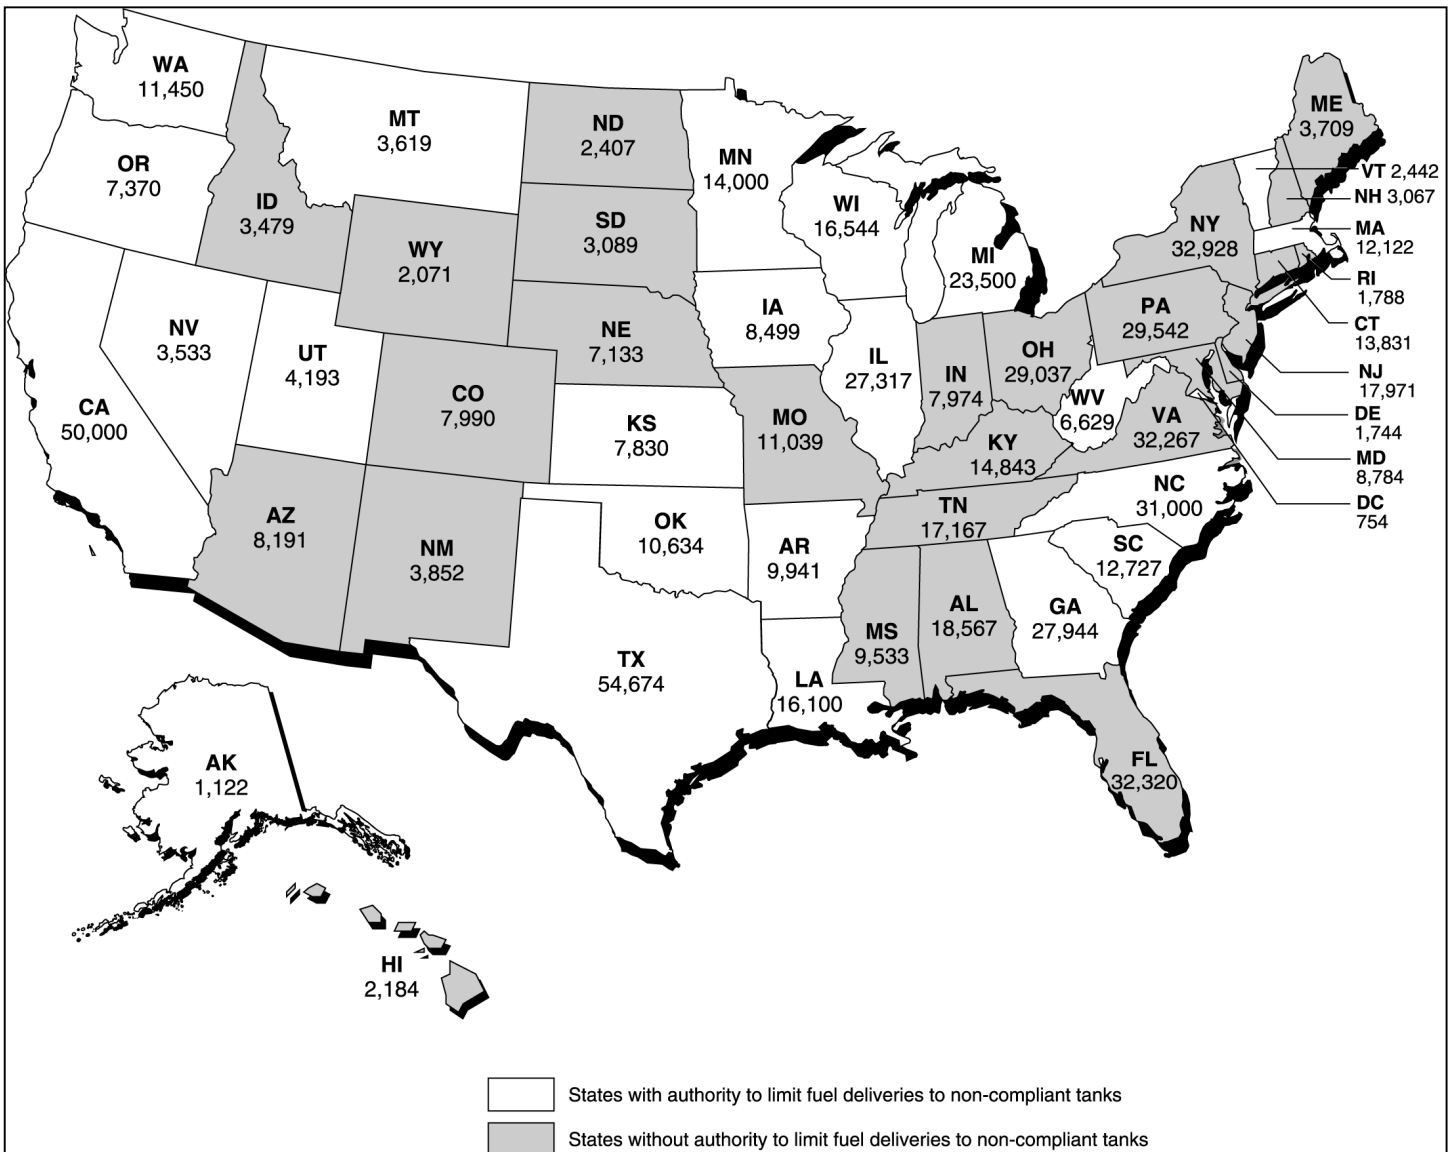 WA
11,450
OR
7,370
ID
3,479
MT
3,619
ND
2,407
MN
14,000
WI
16,544
MI
23,500
ME
3,709
VT 2,442
NH 3,067
MA
12,122
RI
1,788
CT
13,831
NJ
17,971
DE
1,744
MD
8,784
DC
754
NY
32,928
PA
29,542
SD
3,089
WY
2,071
NE
7,133
IA
8,499
NV
3,533
UT
4,193
CO
7,990
CA
50,000
KS
7,830
MO
11,039
IL
27,317
IN
7,974
OH
29,037
WV
6,629
VA
32,267
KY
14,843
NC
31,000
TN
17,167
SC
12,727
AZ
8,191
NM
3,852
OK
10,634
AR
9,941
MS
9,533
AL
18,567
GA
27,944
TX
54,674
LA
16,100
FL
32,320
AK
1,122
HI
2,184
States with authority to limit fuel deliveries to non-compliant tanks
States without authority to limit fuel deliveries to non-compliant tanks